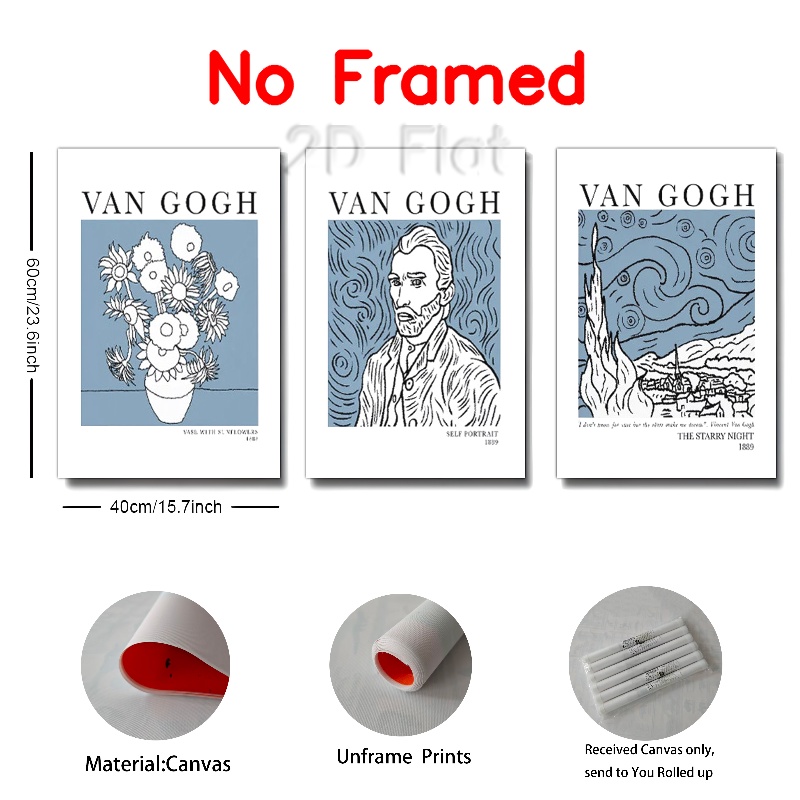 No Framed
2D Flat
VAN GOGH
VAN GOGH
VAN GOGH
60cm/23.6inch
SELF PORTRAIT
1889
THE STARRY NIGHT
1889
40cm/15.7inch
Material:Canvas
Unframe Prints
Received Canvas only,
send to You Rolled up